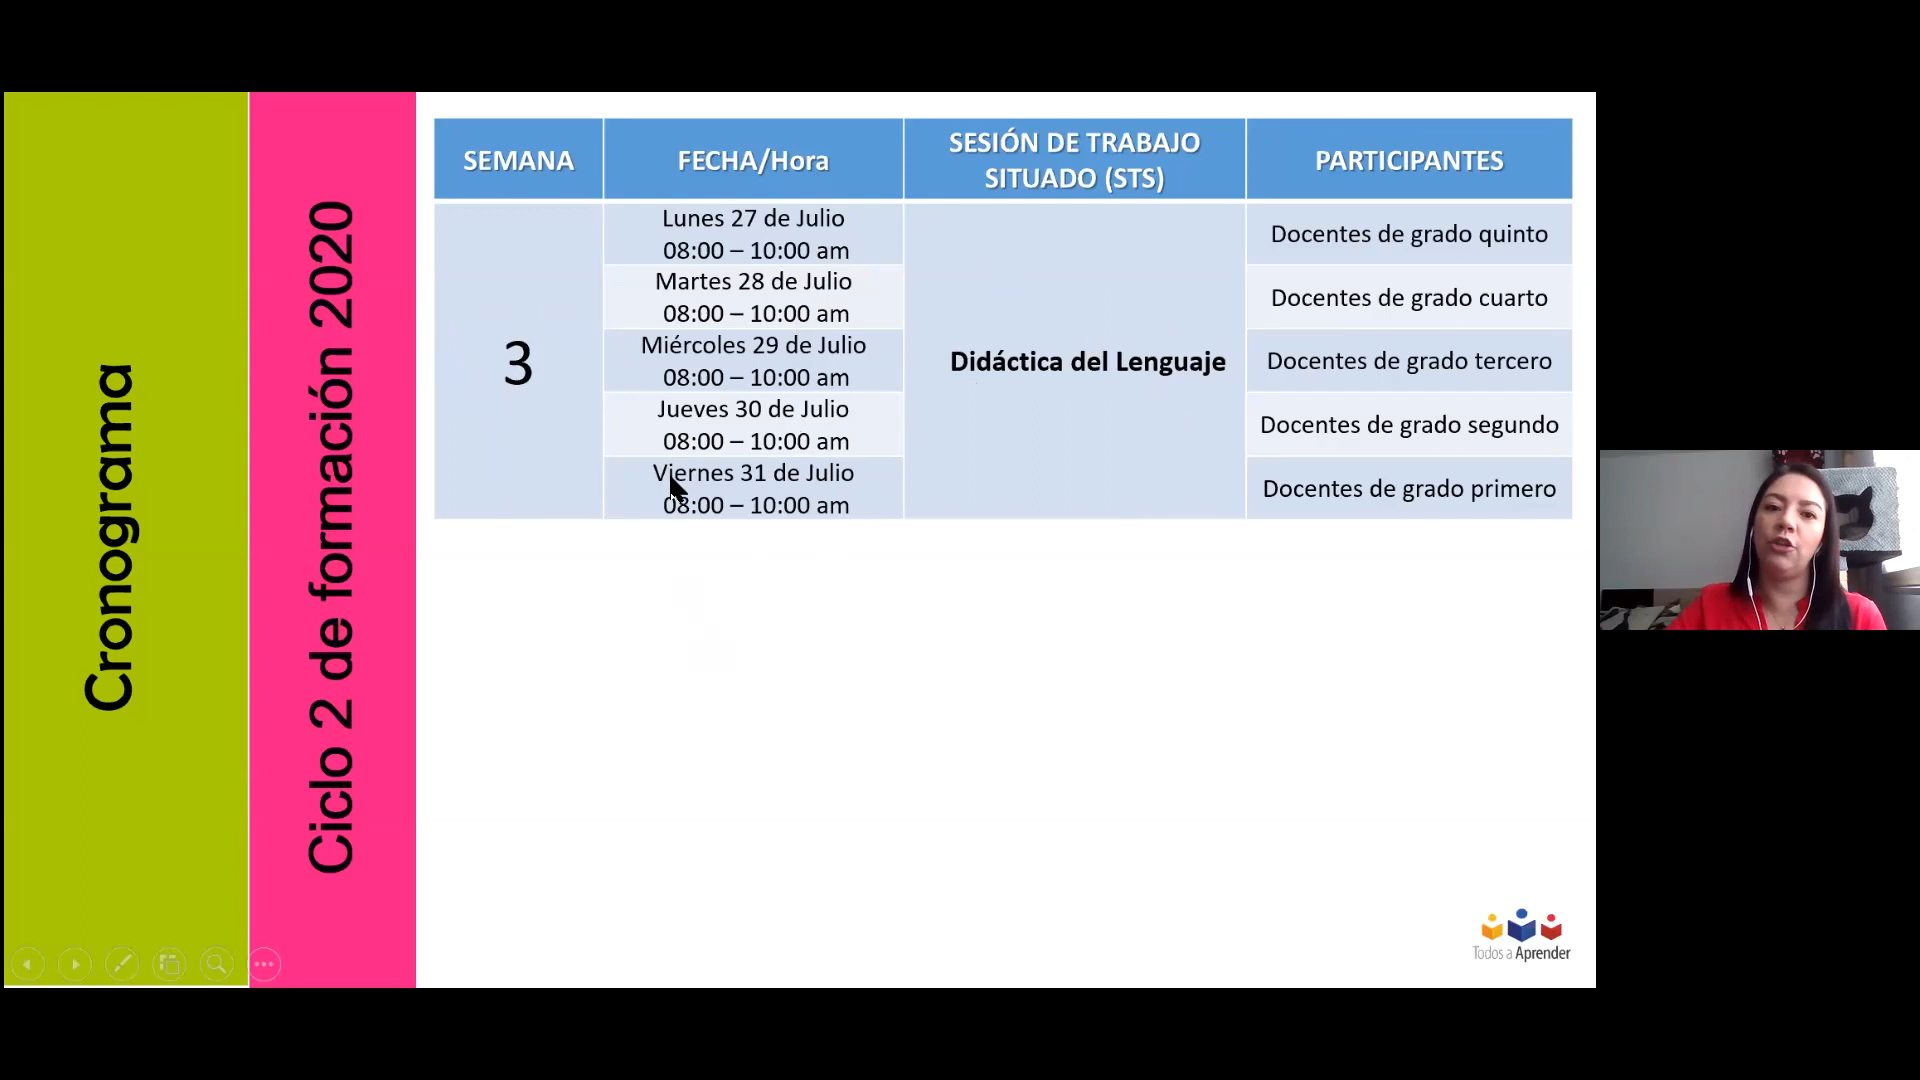 Cronograma
Ciclo 2 de formación 2020
SEMANA
FECHA/Hora
SESIÓN DE TRABAJO
SITUADO (STS)
PARTICIPANTES
3
Lunes 27 de Julio
08:00 – 10:00 am
Didáctica del Lenguaje
Docentes de grado quinto
Martes 28 de Julio
08:00 – 10:00 am
Docentes de grado cuarto
Miércoles 29 de Julio
08:00 – 10:00 am
Docentes de grado tercero
Jueves 30 de Julio
08:00 – 10:00 am
Docentes de grado segundo
Viernes 31 de Julio
08:00 – 10:00 am
Docentes de grado primero
Todos a Aprender